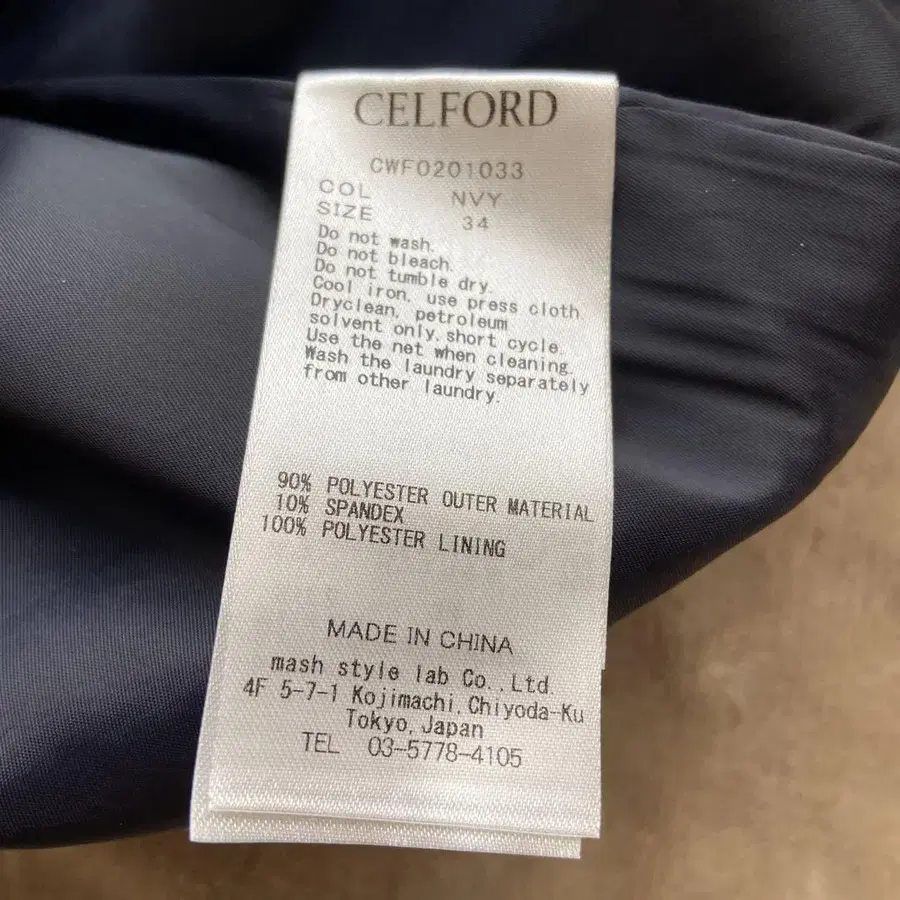 CELFORD
CWF0201033
COL NVY
SIZE 34
Do not wash.
Do not bleach.
Do not tumble dry.
Cool iron, use press cloth
Dryclean, petroleum
solvent only.short cycle.
Use the net when cleaning.
Wash the laundry separately
from other laundry.
90% POLYESTER OUTER MATERIAL
10% SPANDEX
100% POLYESTER LINING
MADE IN CHINA
mash style lab Co.,Ltd.
4F 5-7-1 Kojimachi,Chiyoda-Ku
Tokyo,Japan
TEL 03-5778-4105